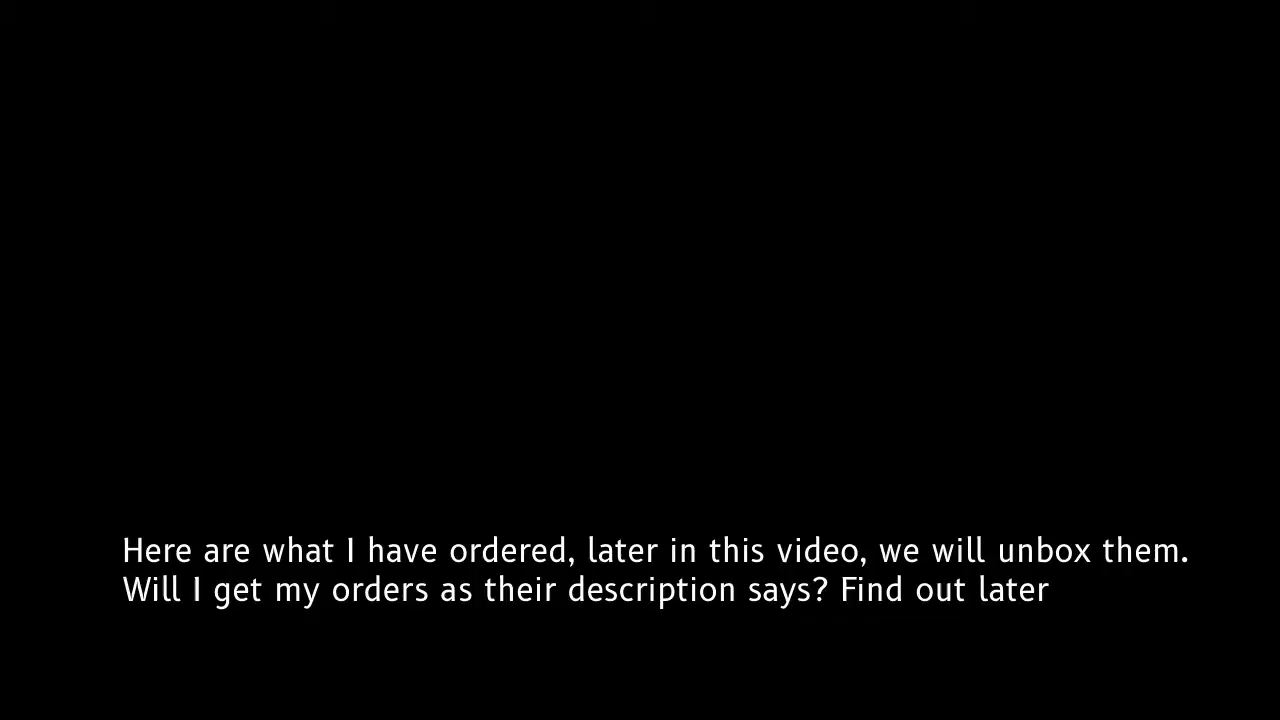 Here are what I have ordered, later in this video, we will unbox them.
Will I get my orders as their description says? Find out later